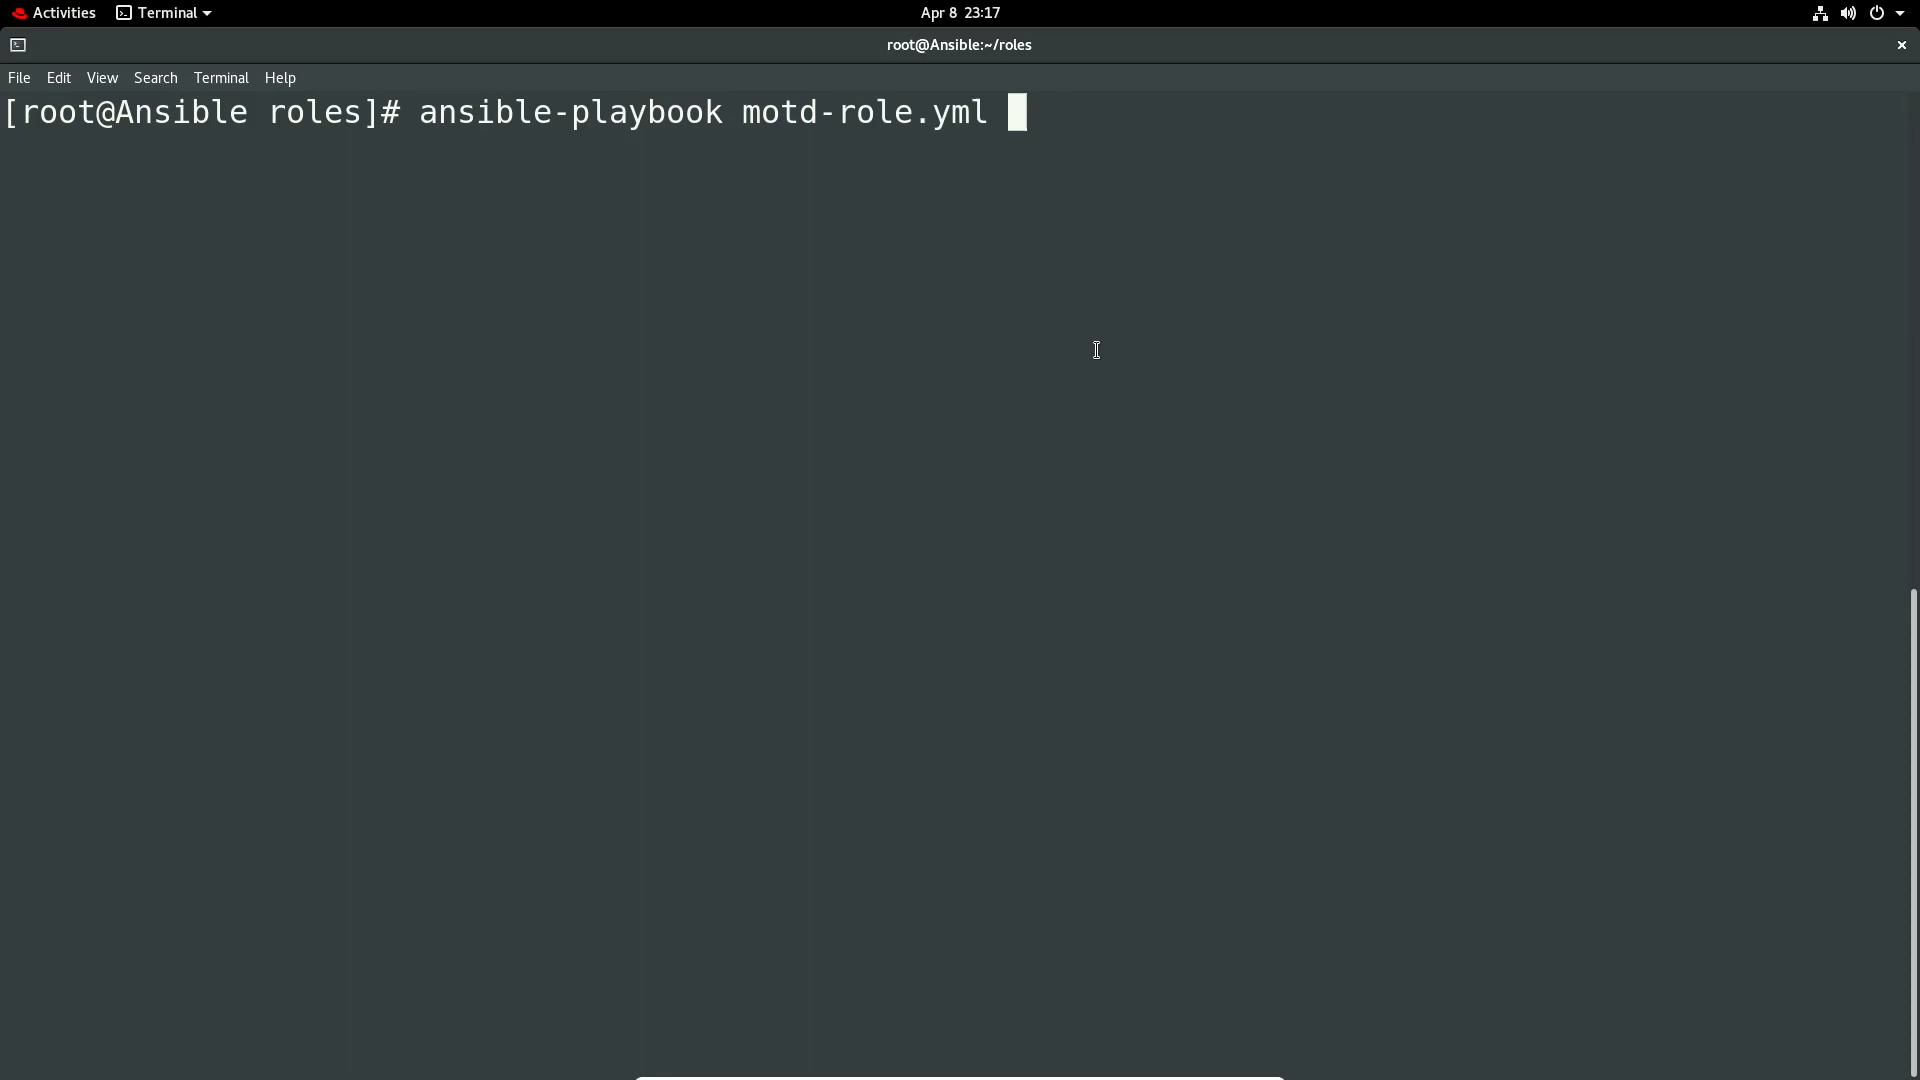 Activities Terminal Apr 8 23:17
root@Ansible:~/roles
File Edit View Search Terminal Help
[root@Ansible roles]# ansible-playbook motd-role.yml